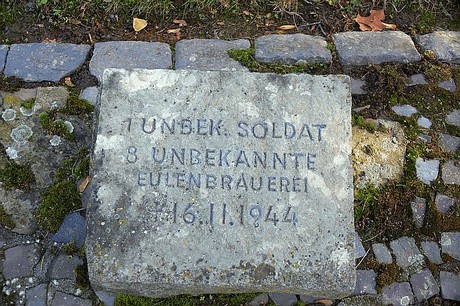 1 UNBEK. SOLDAT
8 UNBEKANNTE
EULENBRAUEREI
16.11.1944